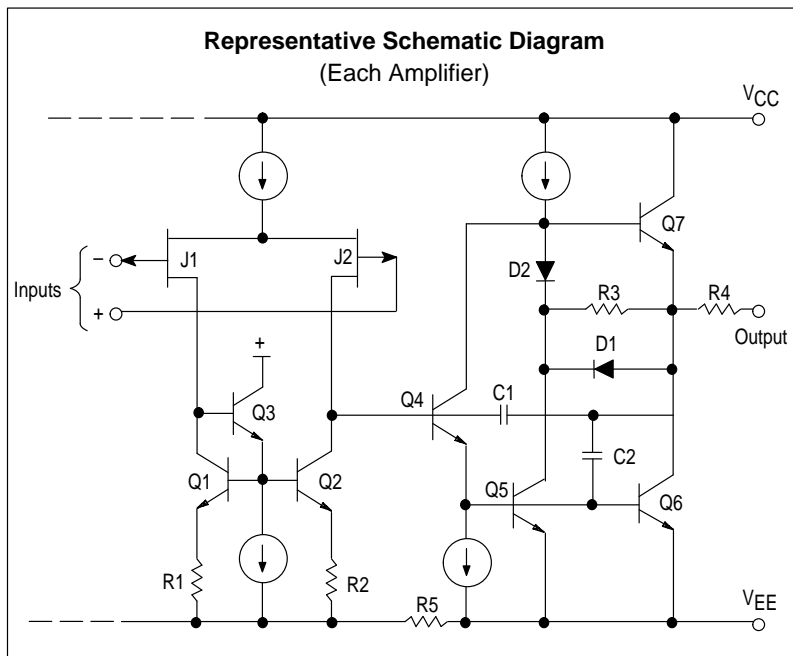 Representative Schematic Diagram
(Each Amplifier)
VCC
Q7
J1
J2
D2
Inputs
−
+
R3
R4
Output
D1
+
Q3
Q4
C1
C2
Q1
Q2
Q5
Q6
R1
R2
R5
VEE